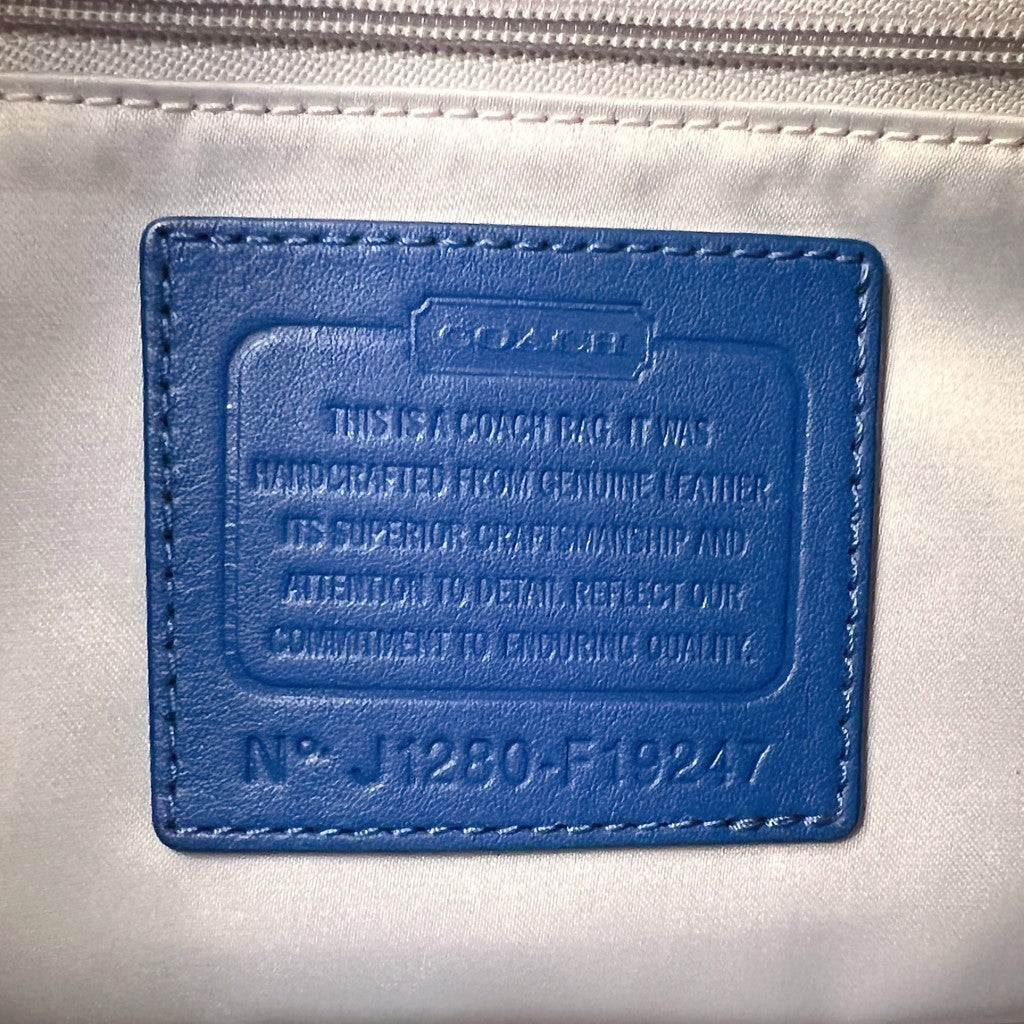 COACH
THIS IS A COACH BAG. IT WAS
HANDCRAFTED FROM GENUINE LEATHER.
ITS SUPERIOR CRAFTSMANSHIP AND
ATTENTION TO DETAIL REFLECT OUR
COMMITMENT TO ENDURING QUALITY.
Nº J1280-F19247